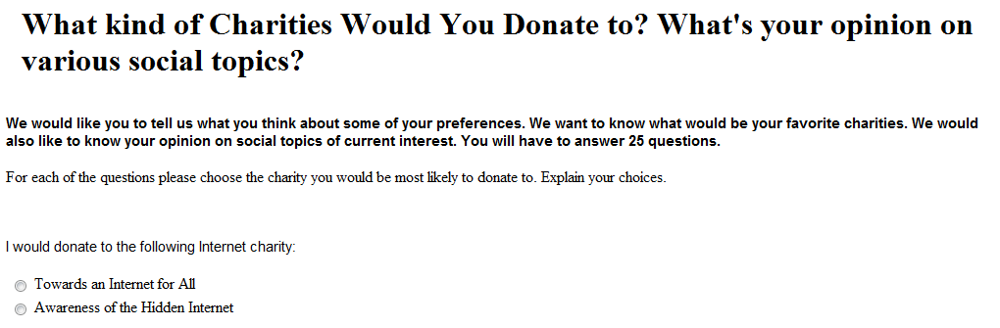 What kind of Charities Would You Donate to? What's your opinion on
various social topics?
We would like you to tell us what you think about some of your preferences. We want to know what would be your favorite charities. We would
also like to know your opinion on social topics of current interest. You will have to answer 25 questions.
For each of the questions please choose the charity you would be most likely to donate to. Explain your choices.
I would donate to the following Internet charity:
Towards an Internet for All
Awareness of the Hidden Internet